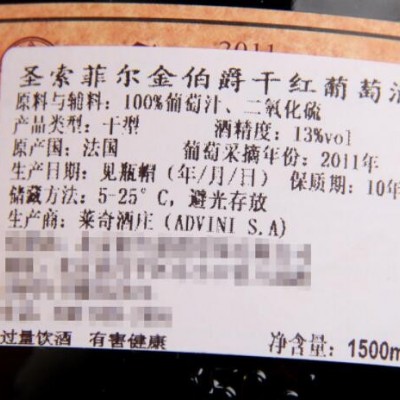 2011
圣索菲尔金伯爵干红葡萄酒
原料与辅料：100%葡萄汁、二氧化硫
产品类型：干型 酒精度：13%vol
原产国：法国 葡萄采摘年份：2011年
生产日期：见瓶帽（年/月/日） 保质期：10年
储藏方法：5-25°C，避光存放
生产商：莱奇酒庄(ADVINI S.A)
过量饮酒 有害健康
净含量：1500m